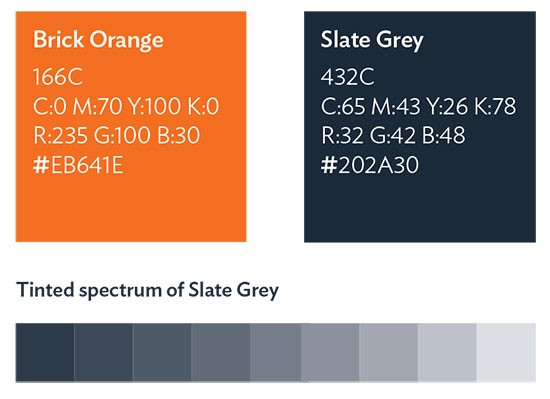 Brick Orange
166C
C:0 M:70 Y:100 K:0
R:235 G:100 B:30
#EB641E
Slate Grey
432C
C:65 M:43 Y:26 K:78
R:32 G:42 B:48
#202A30
Tinted spectrum of Slate Grey